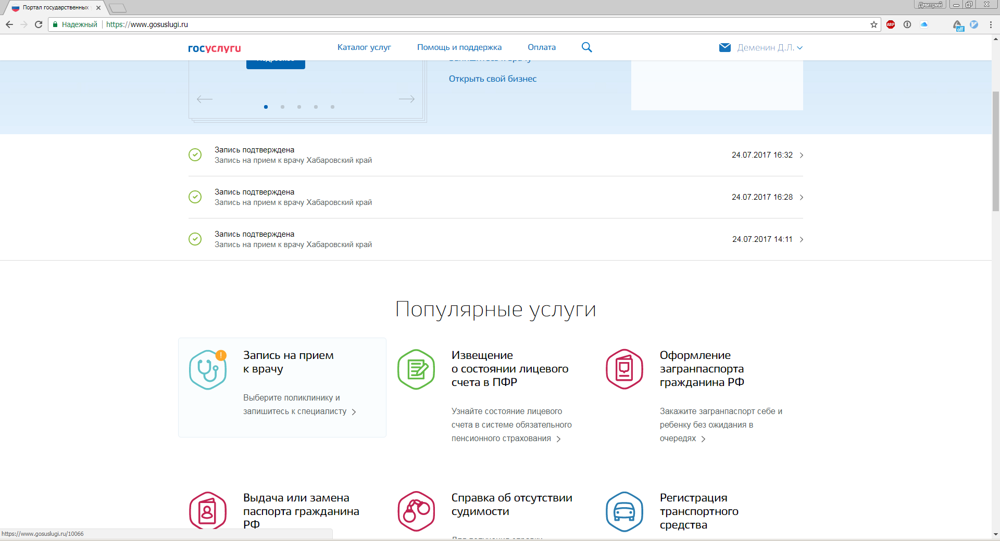 Портал государственных
Дмитрий
Надежный
https://www.gosuslugi.ru
ABP
off
госуслуги
Каталог услуг
Помощь и поддержка
Оплата
Деменин Д.Л.
Открыть свой бизнес
Запись подтверждена
Запись на прием к врачу Хабаровский край
24.07.2017 16:32
Запись подтверждена
Запись на прием к врачу Хабаровский край
24.07.2017 16:28
Запись подтверждена
Запись на прием к врачу Хабаровский край
24.07.2017 14:11
Популярные услуги
Запись на прием
к врачу
Выберите поликлинику и
запишитесь к специалисту
Извещение
о состоянии лицевого
счета в ПФР
Узнайте состояние лицевого
счета в системе обязательного
пенсионного страхования
Оформление
загранпаспорта
гражданина РФ
Закажите загранпаспорт себе и
ребенку без ожидания в
очередях
Выдача или замена
паспорта гражданина
РФ
Справка об отсутствии
судимости
Регистрация
транспортного
средства
https://www.gosuslugi.ru/10066